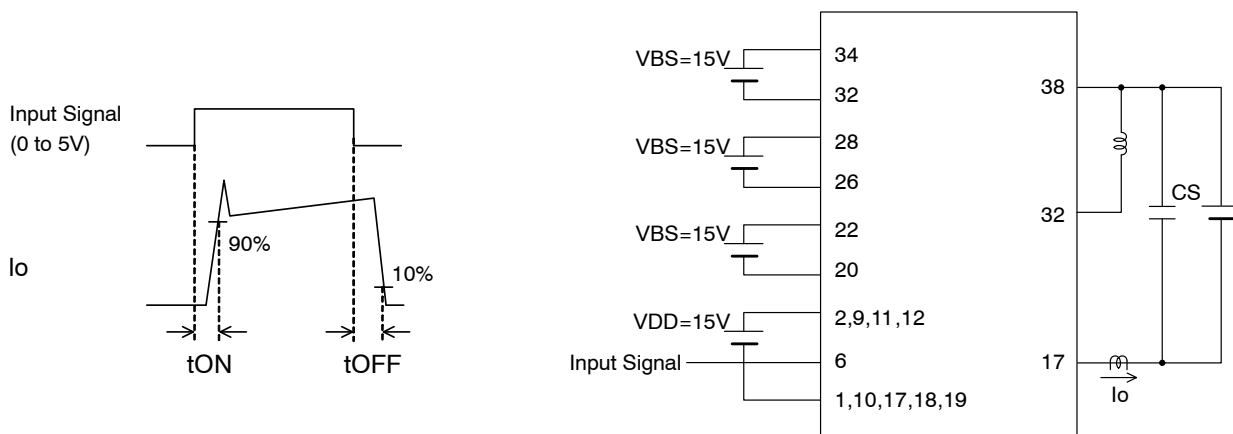 Input Signal
(0 to 5V)
Io
90%
10%
tON
tOFF
VBS=15V
34
32
VBS=15V
28
26
VBS=15V
22
20
VDD=15V
2,9,11,12
Input Signal
6
1,10,17,18,19
38
32
CS
17
Io